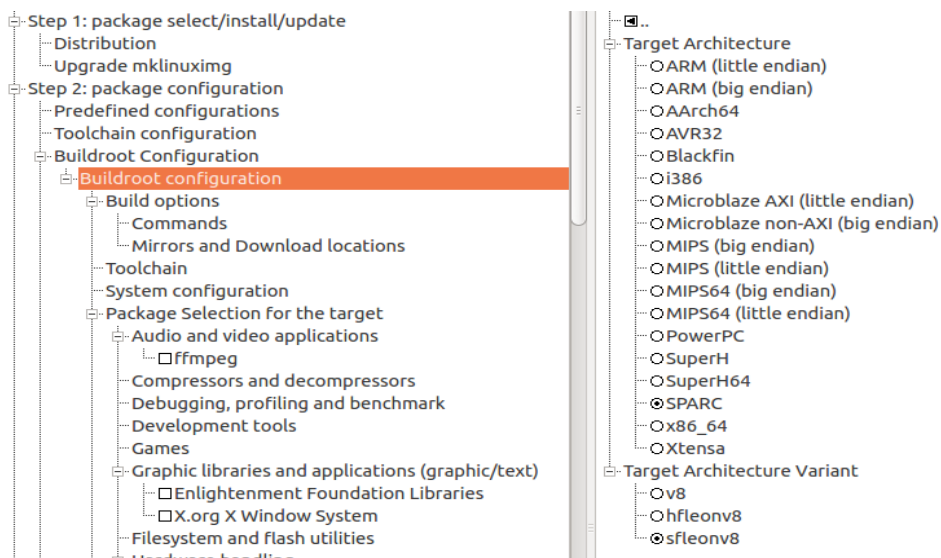 Step 1: package select/install/update
Distribution
Upgrade mklinuximg
Step 2: package configuration
Predefined configurations
Toolchain configuration
Buildroot Configuration
Buildroot configuration
Build options
Commands
Mirrors and Download locations
Toolchain
System configuration
Package Selection for the target
Audio and video applications
ffmpeg
Compressors and decompressors
Debugging, profiling and benchmark
Development tools
Games
Graphic libraries and applications (graphic/text)
Enlightenment Foundation Libraries
X.org X Window System
Filesystem and flash utilities
Hardware handling
..
Target Architecture
ARM (little endian)
ARM (big endian)
AArch64
AVR32
Blackfin
i386
Microblaze AXI (little endian)
Microblaze non-AXI (big endian)
MIPS (big endian)
MIPS (little endian)
MIPS64 (big endian)
MIPS64 (little endian)
PowerPC
SuperH
SuperH64
SPARC
x86_64
Xtensa
Target Architecture Variant
v8
hfleonv8
sfleonv8